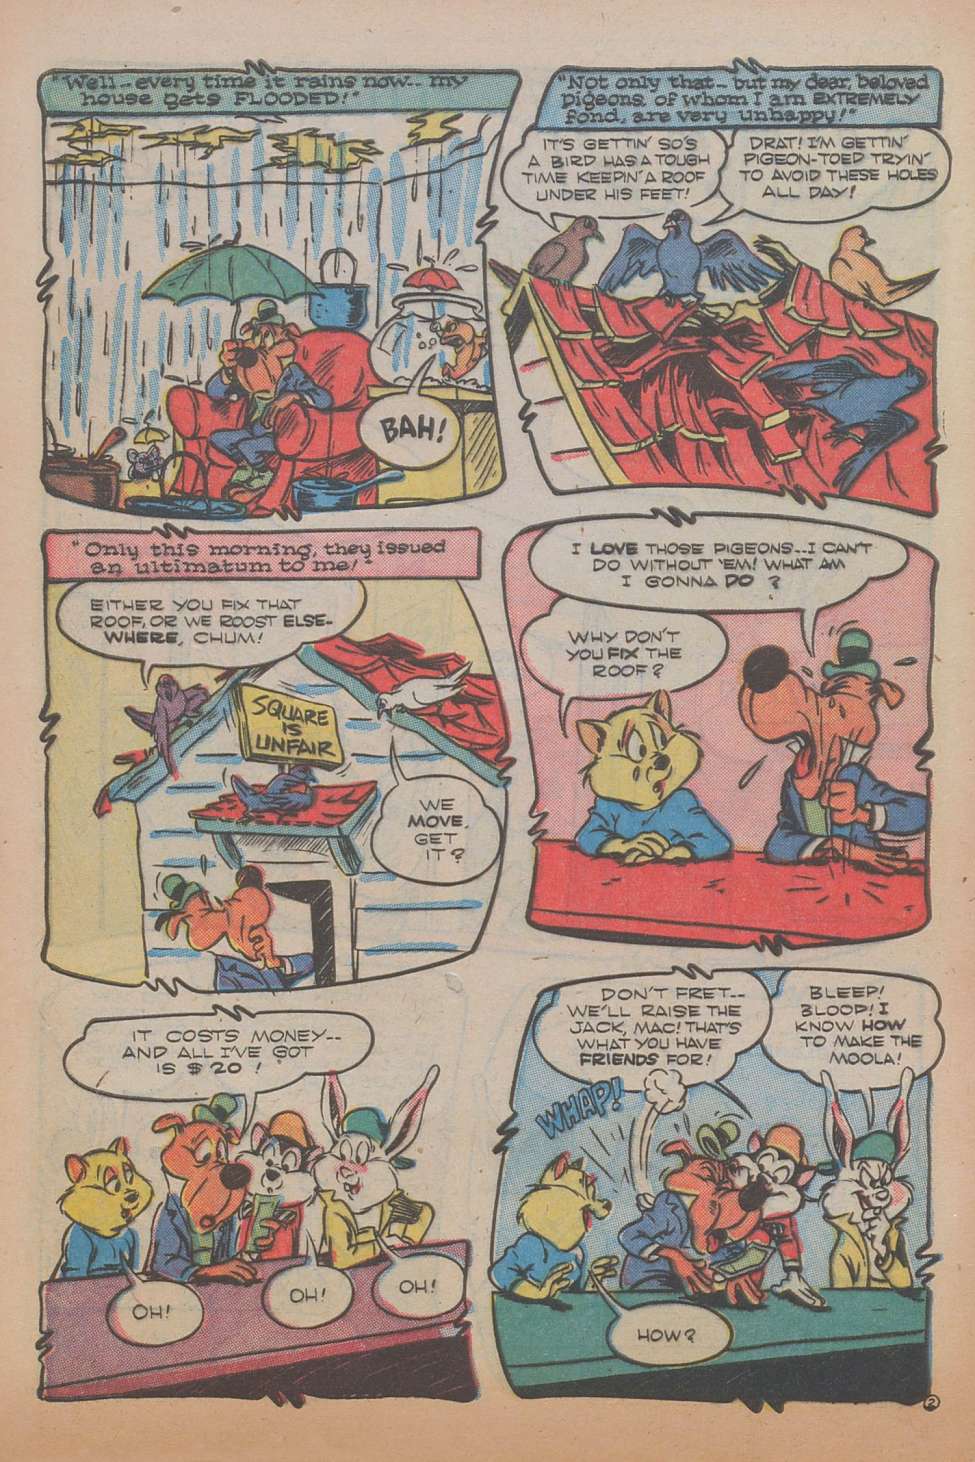 "Well-every time it rains now-- my
house gets FLOODED!"
BAH!
"Not only that- but my dear, beloved
pigeons, of whom I am EXTREMELY
fond, are very unhappy!"
IT'S GETTIN' SO'S
A BIRD HAS A TOUGH
TIME KEEPIN' A ROOF
UNDER HIS FEET!
DRAT! I'M GETTIN'
PIGEON-TOED TRYIN'
TO AVOID THESE HOLES
ALL DAY!
"Only this morning, they issued
an ultimatum to me!"
EITHER YOU FIX THAT
ROOF, OR WE ROOST ELSE-
WHERE, CHUM!
SQUARE
IS
UNFAIR
WE
MOVE,
GET
IT?
I LOVE THOSE PIGEONS--I CAN'T
DO WITHOUT 'EM! WHAT AM
I GONNA DO?
WHY DON'T
YOU FIX THE
ROOF?
IT COSTS MONEY--
AND ALL I'VE GOT
IS $20!
OH!
OH!
OH!
DON'T FRET--
WE'LL RAISE THE
JACK, MAC! THAT'S
WHAT YOU HAVE
FRIENDS FOR!
BLEEP!
BLOOP! I
KNOW HOW
TO MAKE THE
MOOLA!
WHAP!
HOW?
2